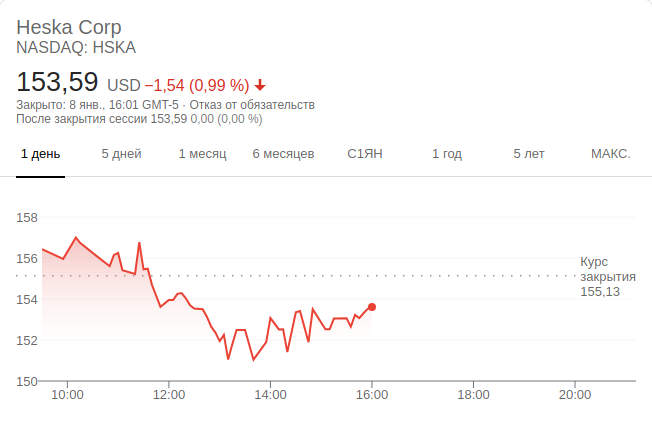 Heska Corp
NASDAQ: HSKA
153,59 USD −1,54 (0,99 %)
Закрыто: 8 янв., 16:01 GMT-5 · Отказ от обязательств
После закрытия сессии 153,59 0,00 (0,00 %)
1 день 5 дней 1 месяц 6 месяцев С1ЯН 1 год 5 лет МАКС.
158
156
Курс
закрытия
155,13
154
152
150
10:00 12:00 14:00 16:00 18:00 20:00